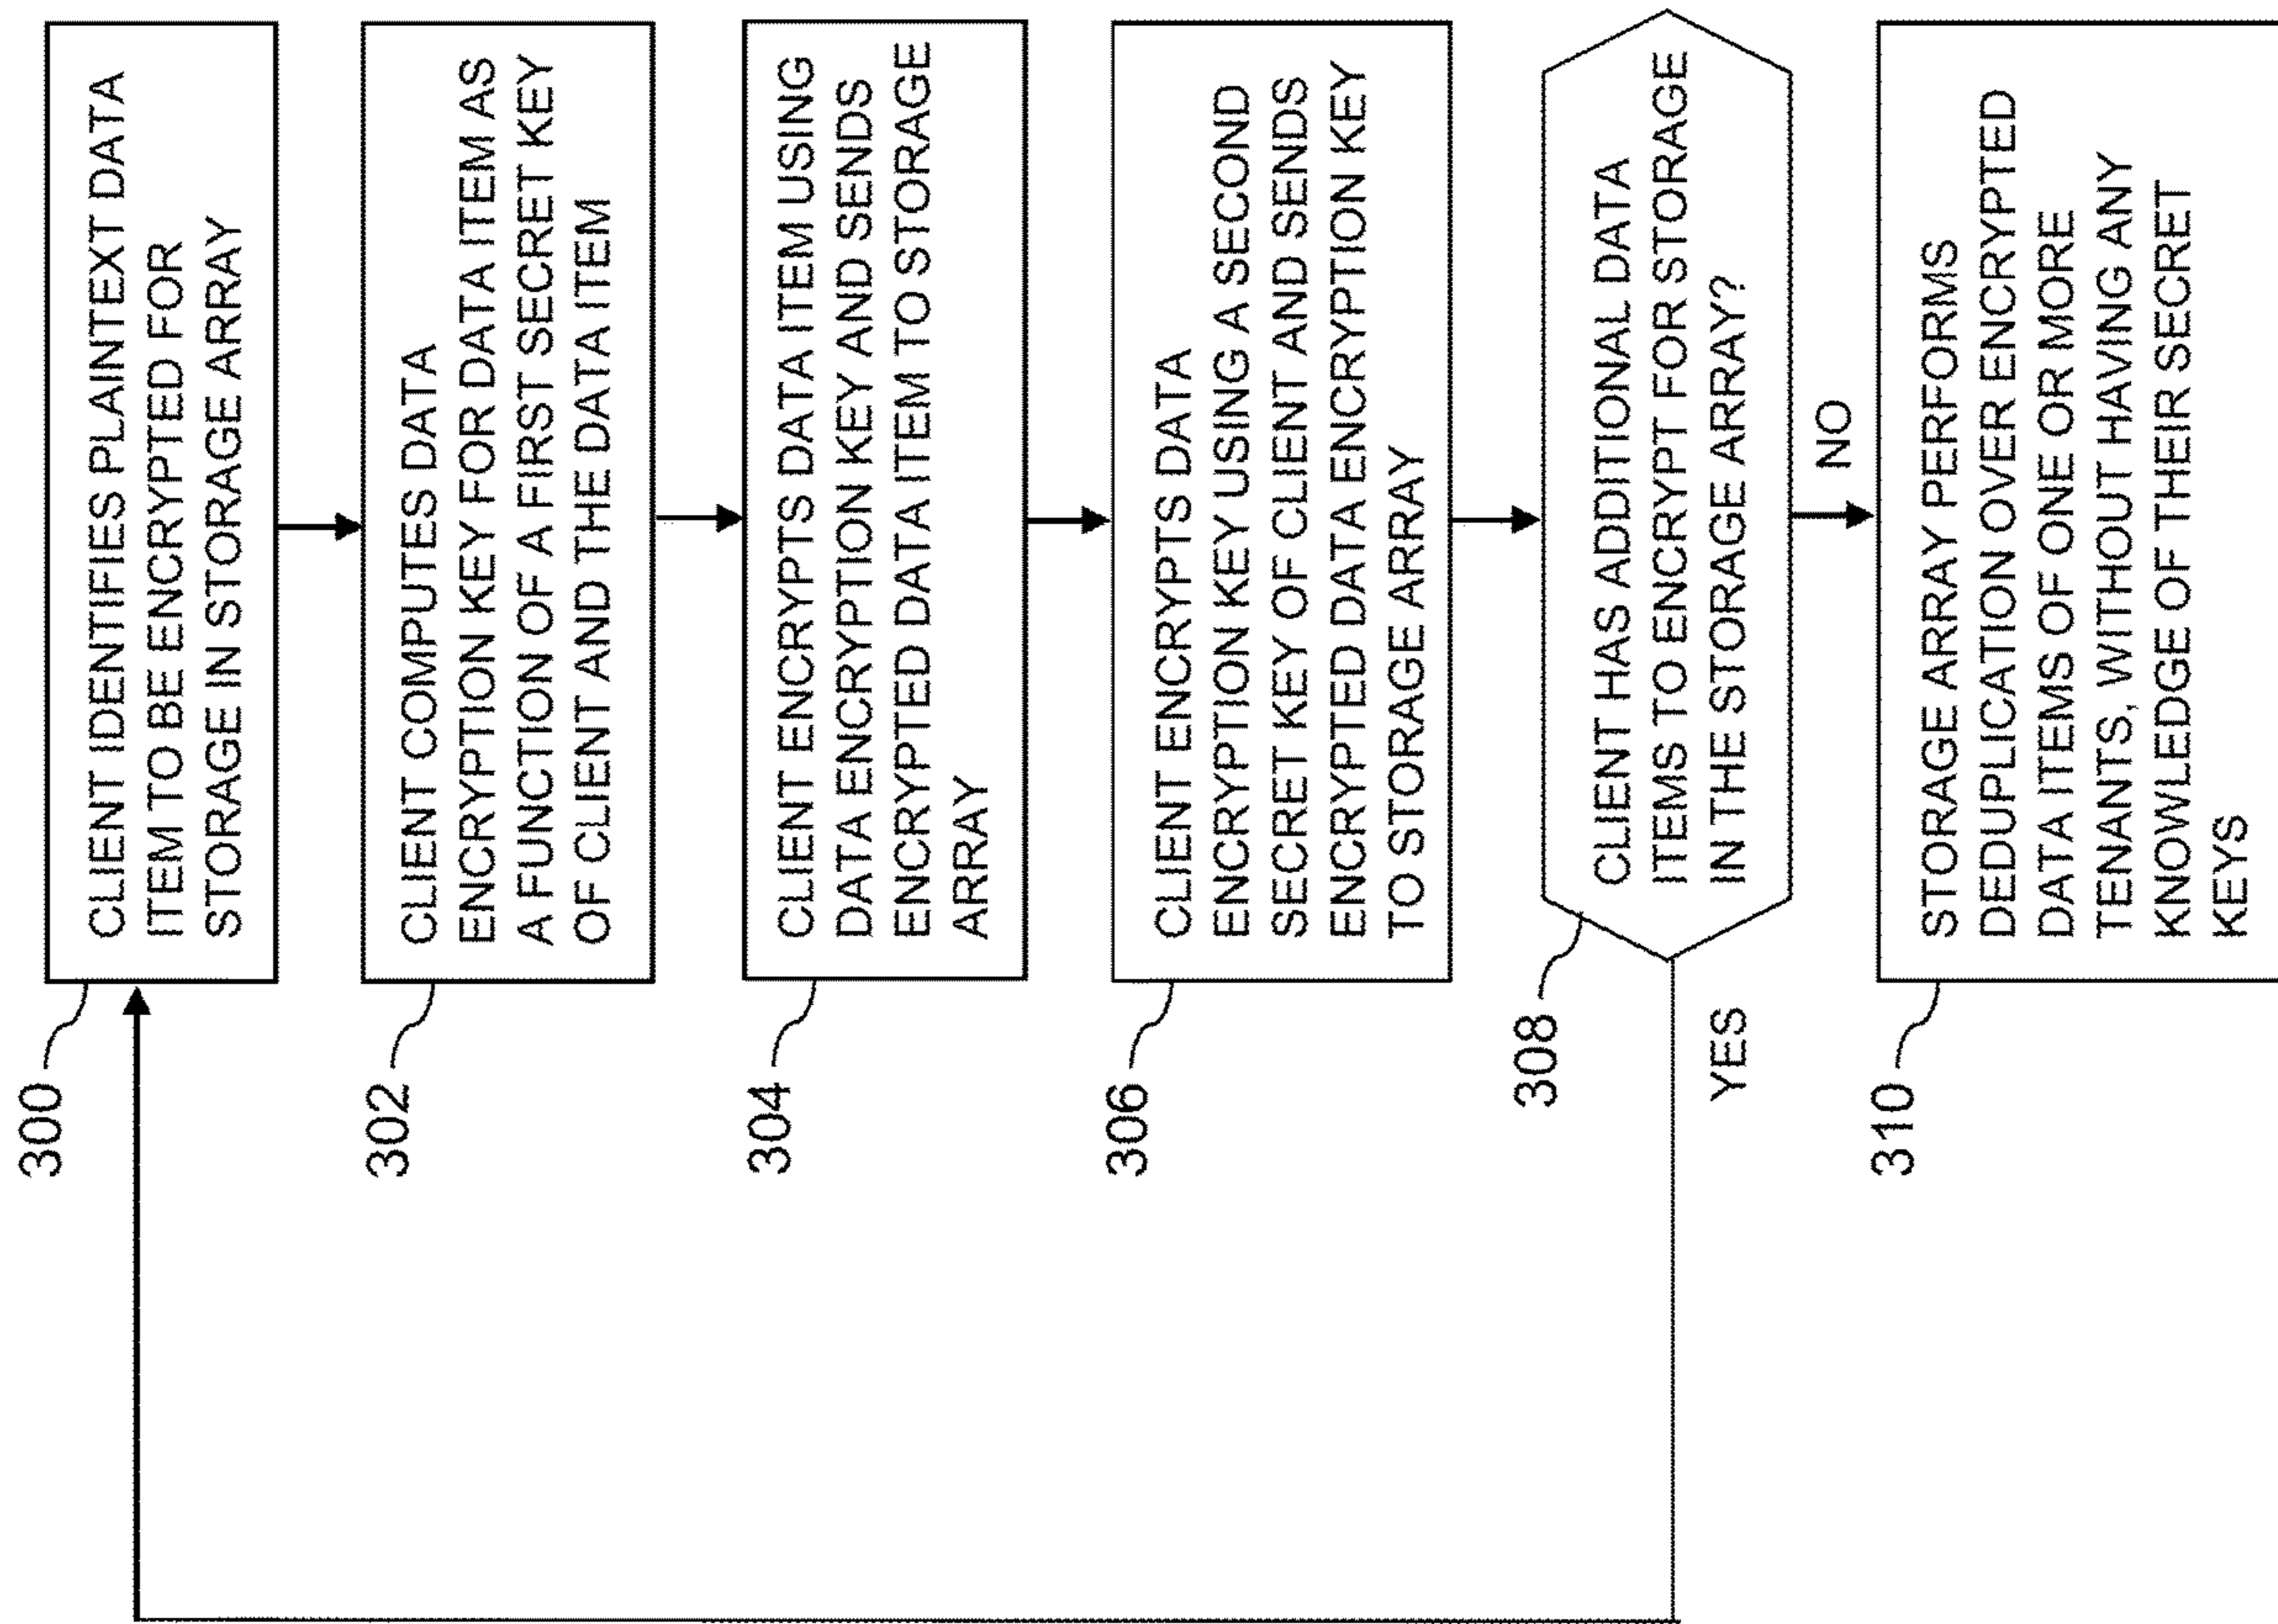 300
CLIENT IDENTIFIES PLAINTEXT DATA
ITEM TO BE ENCRYPTED FOR
STORAGE IN STORAGE ARRAY
302
CLIENT COMPUTES DATA
ENCRYPTION KEY FOR DATA ITEM AS
A FUNCTION OF A FIRST SECRET KEY
OF CLIENT AND THE DATA ITEM
304
CLIENT ENCRYPTS DATA ITEM USING
DATA ENCRYPTION KEY AND SENDS
ENCRYPTED DATA ITEM TO STORAGE
ARRAY
306
CLIENT ENCRYPTS DATA
ENCRYPTION KEY USING A SECOND
SECRET KEY OF CLIENT AND SENDS
ENCRYPTED DATA ENCRYPTION KEY
TO STORAGE ARRAY
308
CLIENT HAS ADDITIONAL DATA
ITEMS TO ENCRYPT FOR STORAGE
IN THE STORAGE ARRAY?
YES
NO
310
STORAGE ARRAY PERFORMS
DEDUPLICATION OVER ENCRYPTED
DATA ITEMS OF ONE OR MORE
TENANTS, WITHOUT HAVING ANY
KNOWLEDGE OF THEIR SECRET
KEYS